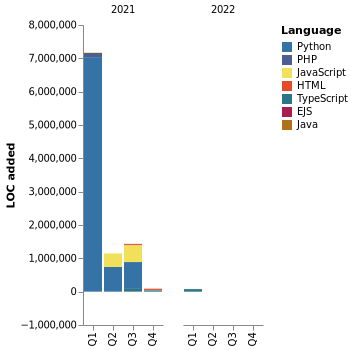 2021
2022
Language
Python
PHP
JavaScript
HTML
TypeScript
EJS
Java
LOC added
8,000,000
7,000,000
6,000,000
5,000,000
4,000,000
3,000,000
2,000,000
1,000,000
0
−1,000,000
Q1
Q2
Q3
Q4
Q1
Q2
Q3
Q4